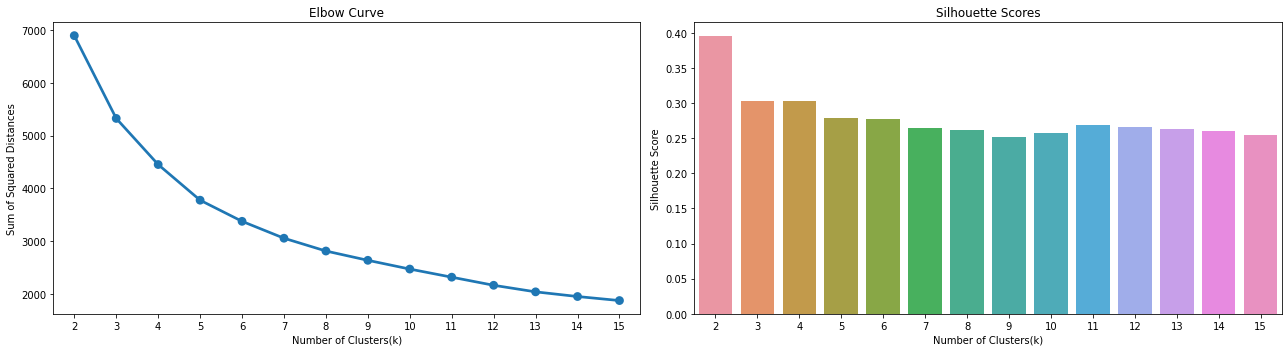 Elbow Curve
7000
6000
5000
4000
3000
2000
Sum of Squared Distances
2 3 4 5 6 7 8 9 10 11 12 13 14 15
Number of Clusters(k)
Silhouette Scores
0.40
0.35
0.30
0.25
0.20
0.15
0.10
0.05
0.00
Silhouette Score
2 3 4 5 6 7 8 9 10 11 12 13 14 15
Number of Clusters(k)